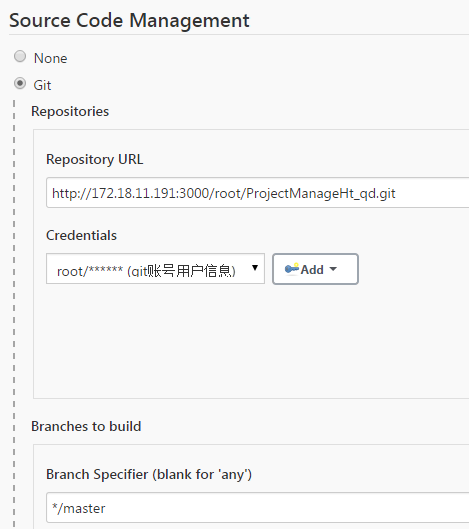 Source Code Management
None
Git
Repositories
Repository URL
http://172.18.11.191:3000/root/ProjectManageHt_qd.git
Credentials
root/****** (git账号用户信息)
Add
Branches to build
Branch Specifier (blank for 'any')
*/master